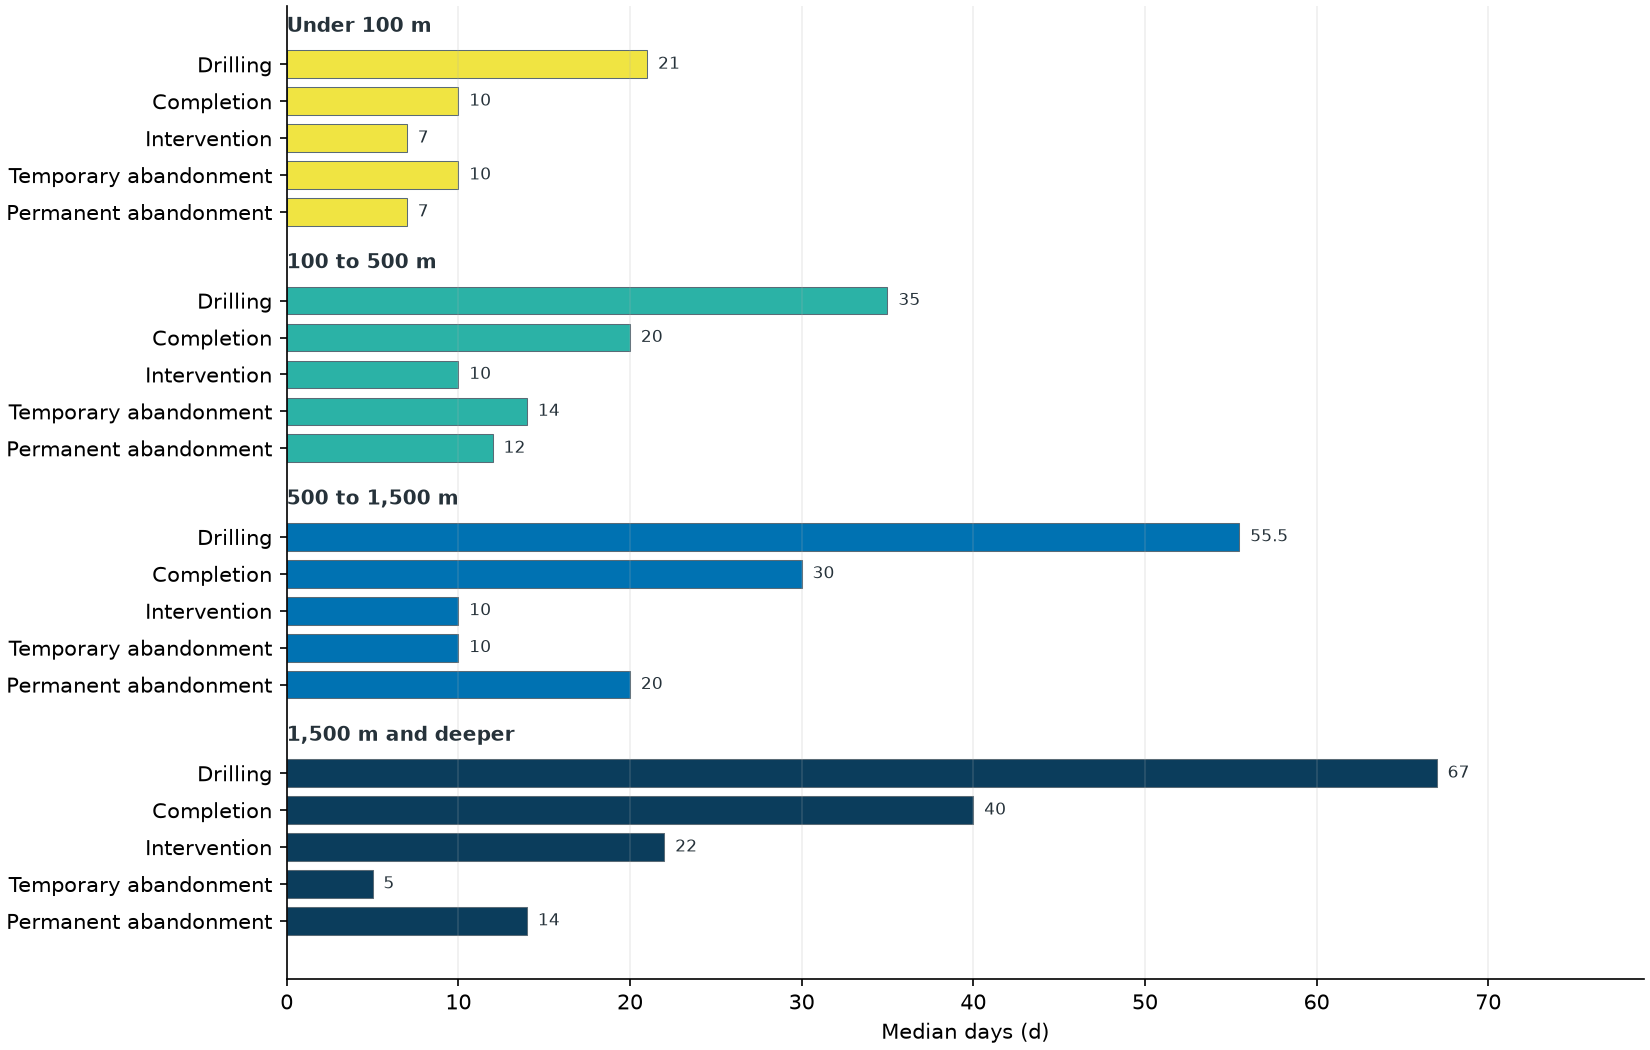 Under 100 m
Drilling 21
Completion 10
Intervention 7
Temporary abandonment 10
Permanent abandonment 7
100 to 500 m
Drilling 35
Completion 20
Intervention 10
Temporary abandonment 14
Permanent abandonment 12
500 to 1,500 m
Drilling 55.5
Completion 30
Intervention 10
Temporary abandonment 10
Permanent abandonment 20
1,500 m and deeper
Drilling 67
Completion 40
Intervention 22
Temporary abandonment 5
Permanent abandonment 14
0 10 20 30 40 50 60 70
Median days (d)